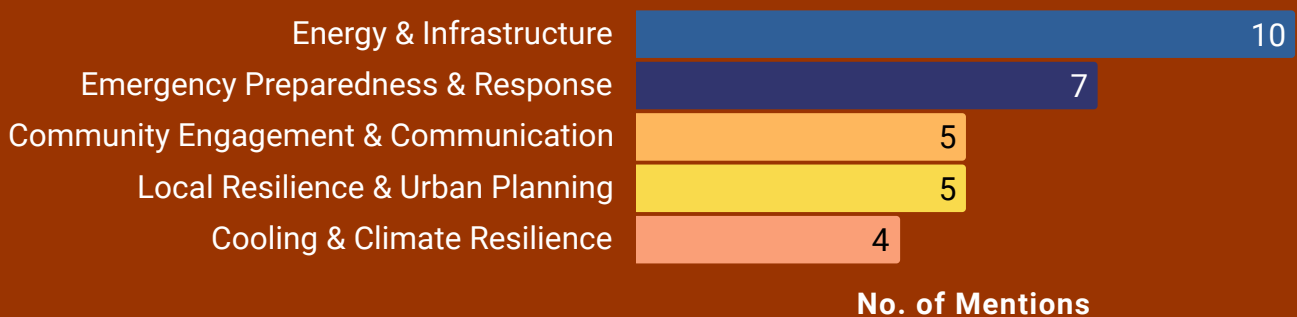 Energy & Infrastructure 10
Emergency Preparedness & Response 7
Community Engagement & Communication 5
Local Resilience & Urban Planning 5
Cooling & Climate Resilience 4
No. of Mentions